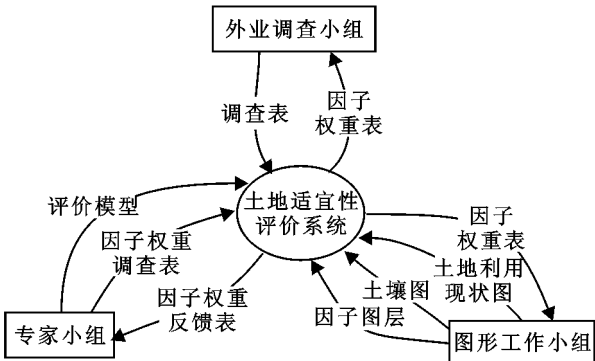 外业调查小组
调查表
因子
权重表
土地适宜性
评价系统
评价模型
因子权重
调查表
因子权重
反馈表
专家小组
因子
权重表
土地利用
现状图
土壤图
因子图层
图形工作小组